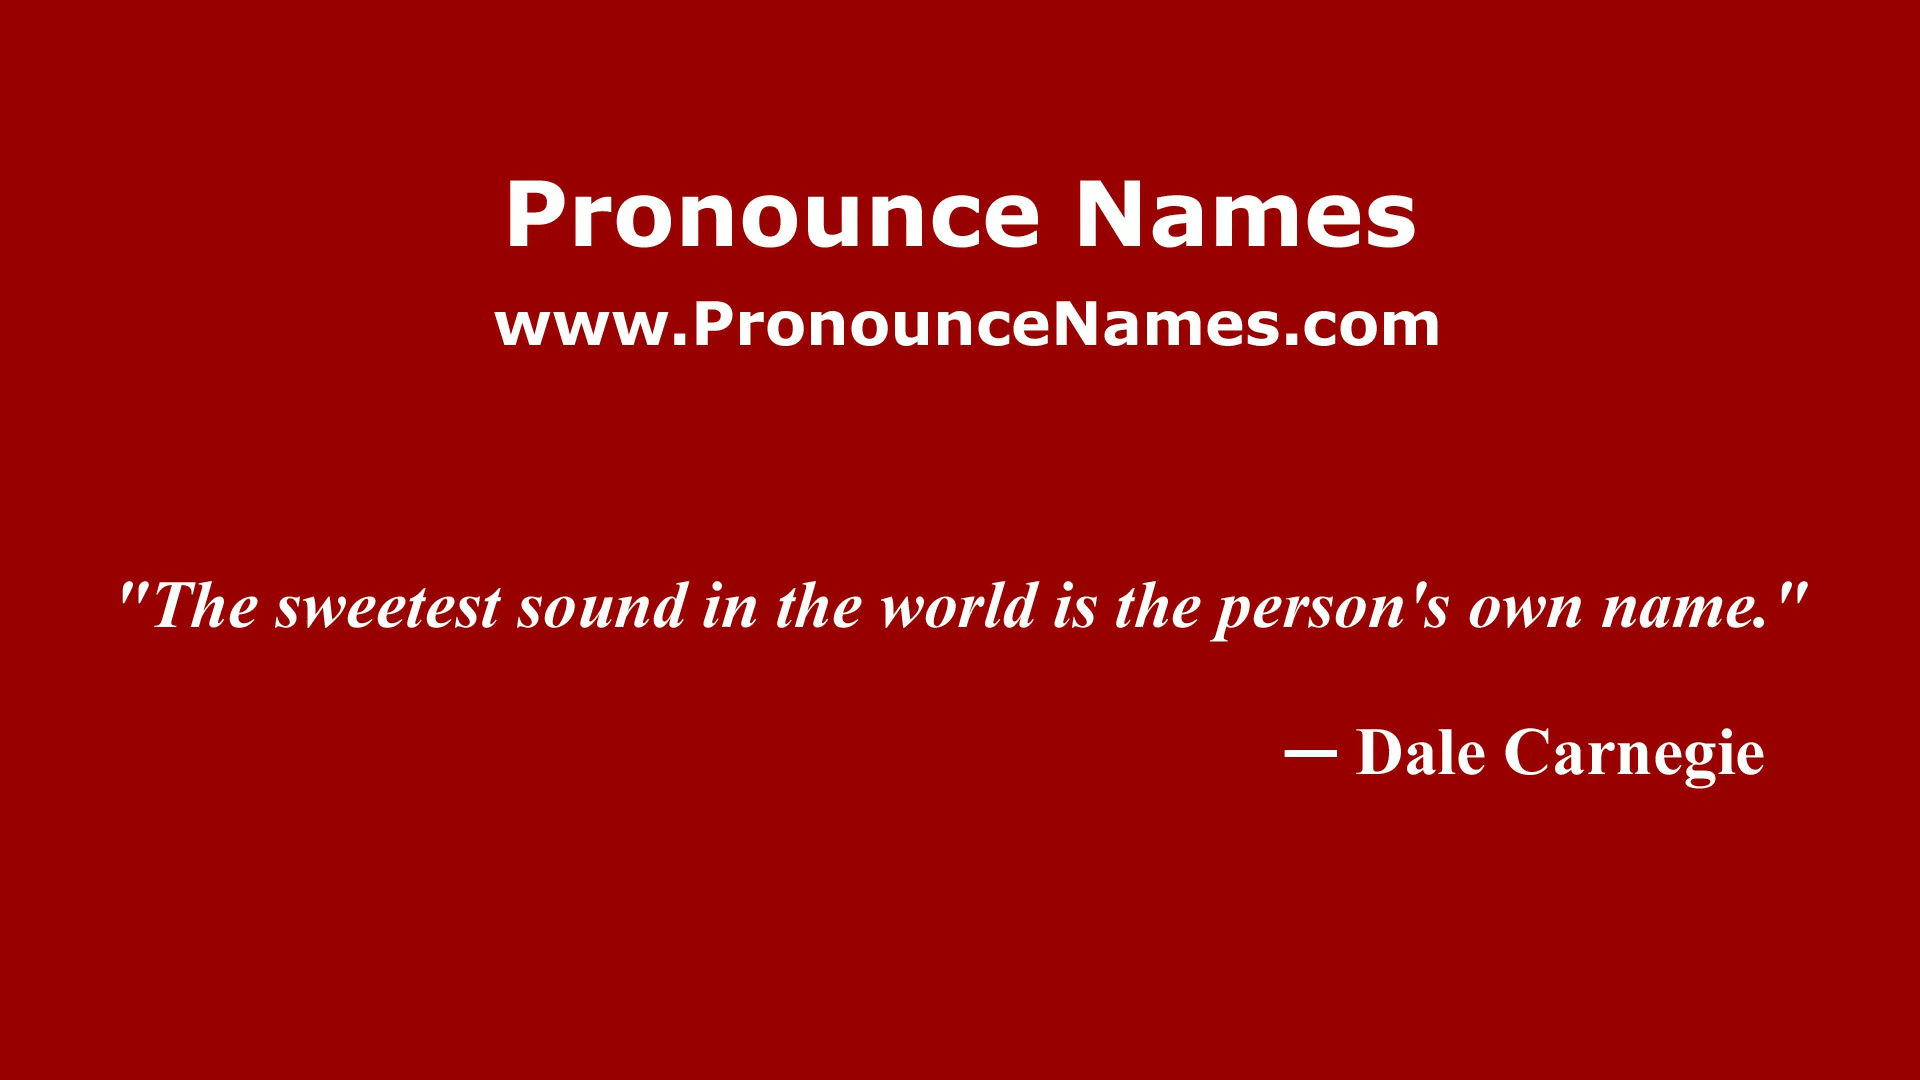 Pronounce Names
www.PronounceNames.com
"The sweetest sound in the world is the person's own name."
— Dale Carnegie